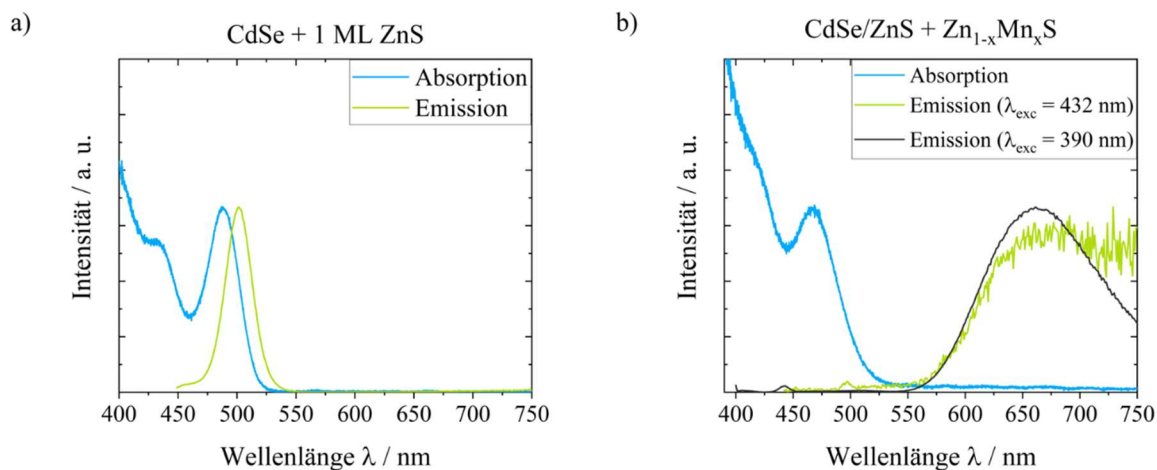 a)
CdSe + 1 ML ZnS
Absorption
Emission
Intensität / a. u.
400 450 500 550 600 650 700 750
Wellenlänge λ / nm
b)
CdSe/ZnS + Zn₁₋ₓMnₓS
Absorption
Emission (λₑₓc = 432 nm)
Emission (λₑₓc = 390 nm)
Intensität / a. u.
400 450 500 550 600 650 700 750
Wellenlänge λ / nm